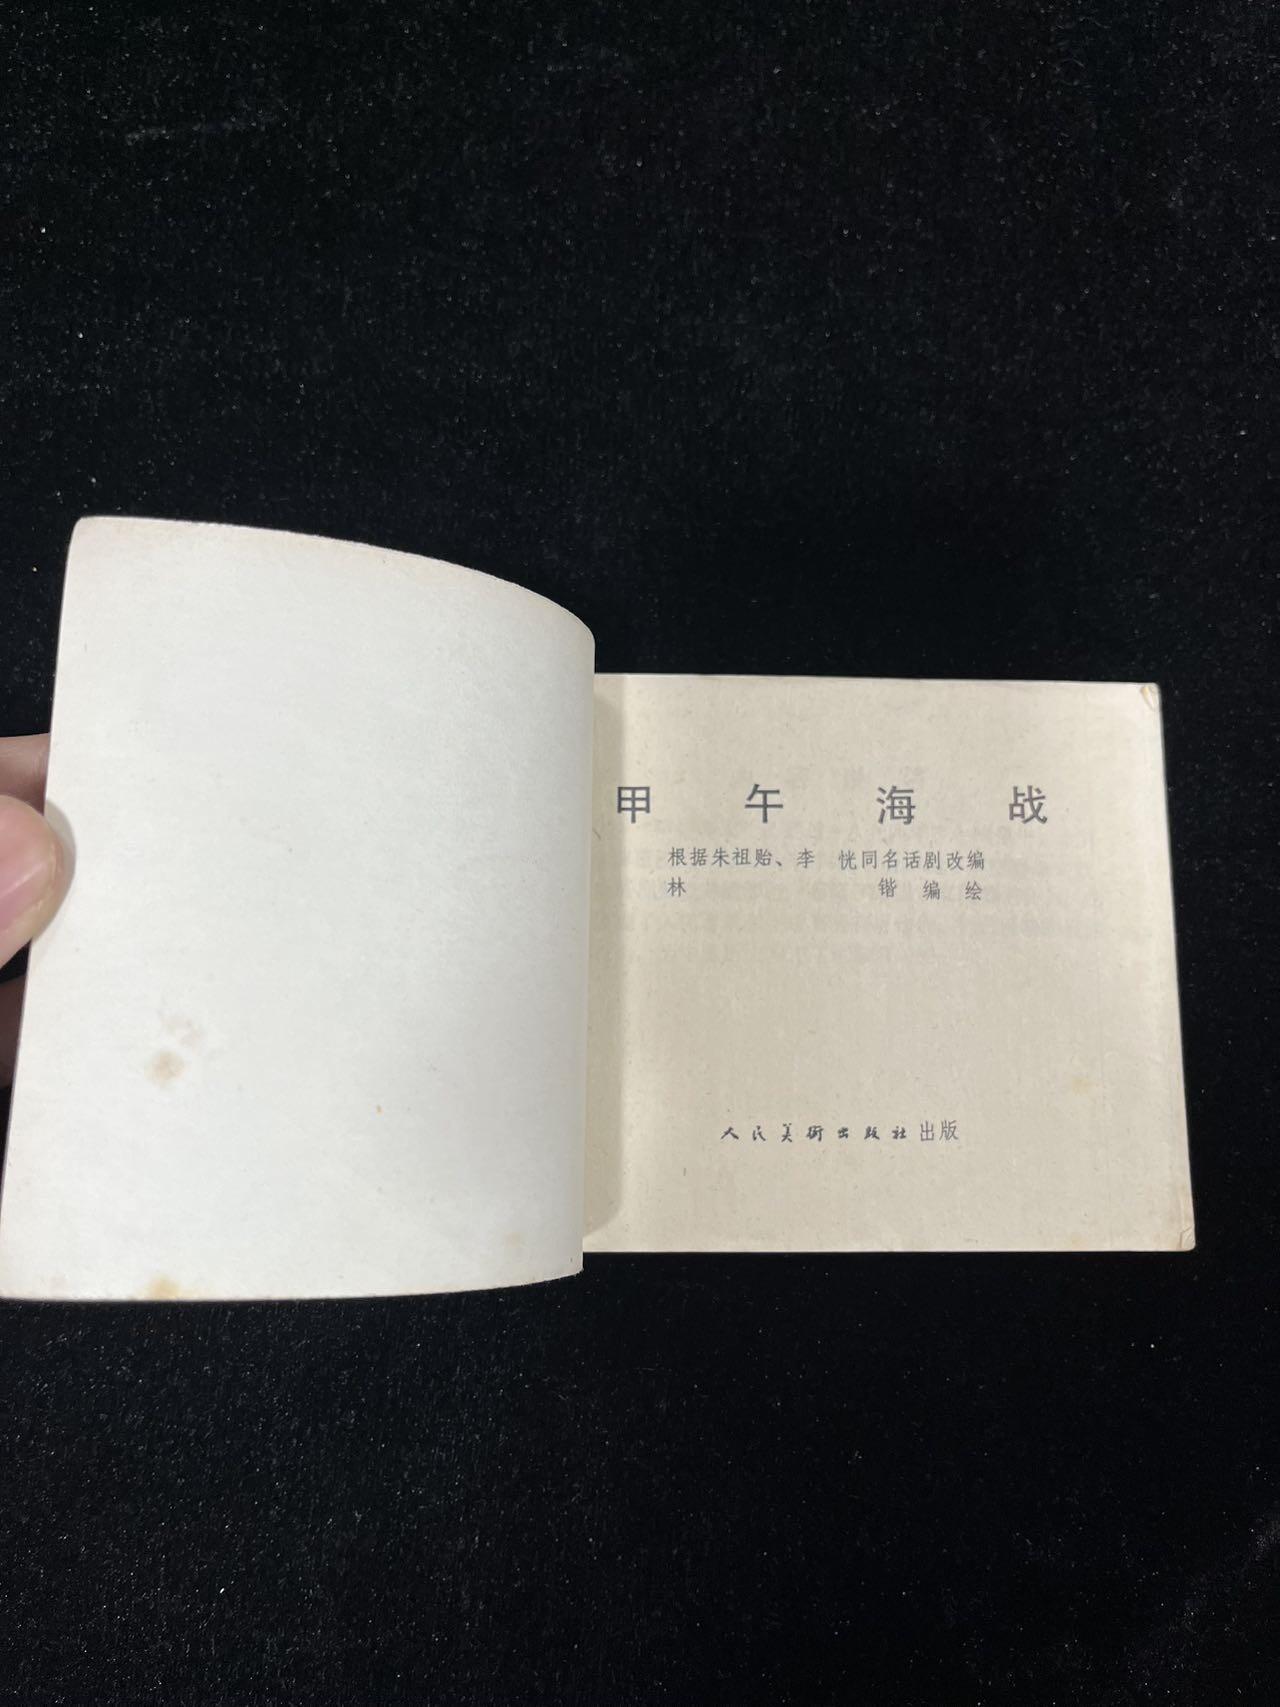 甲午海战
根据朱祖贻、李 恍同名话剧改编
林 锴 编 绘
人民美术出版社出版